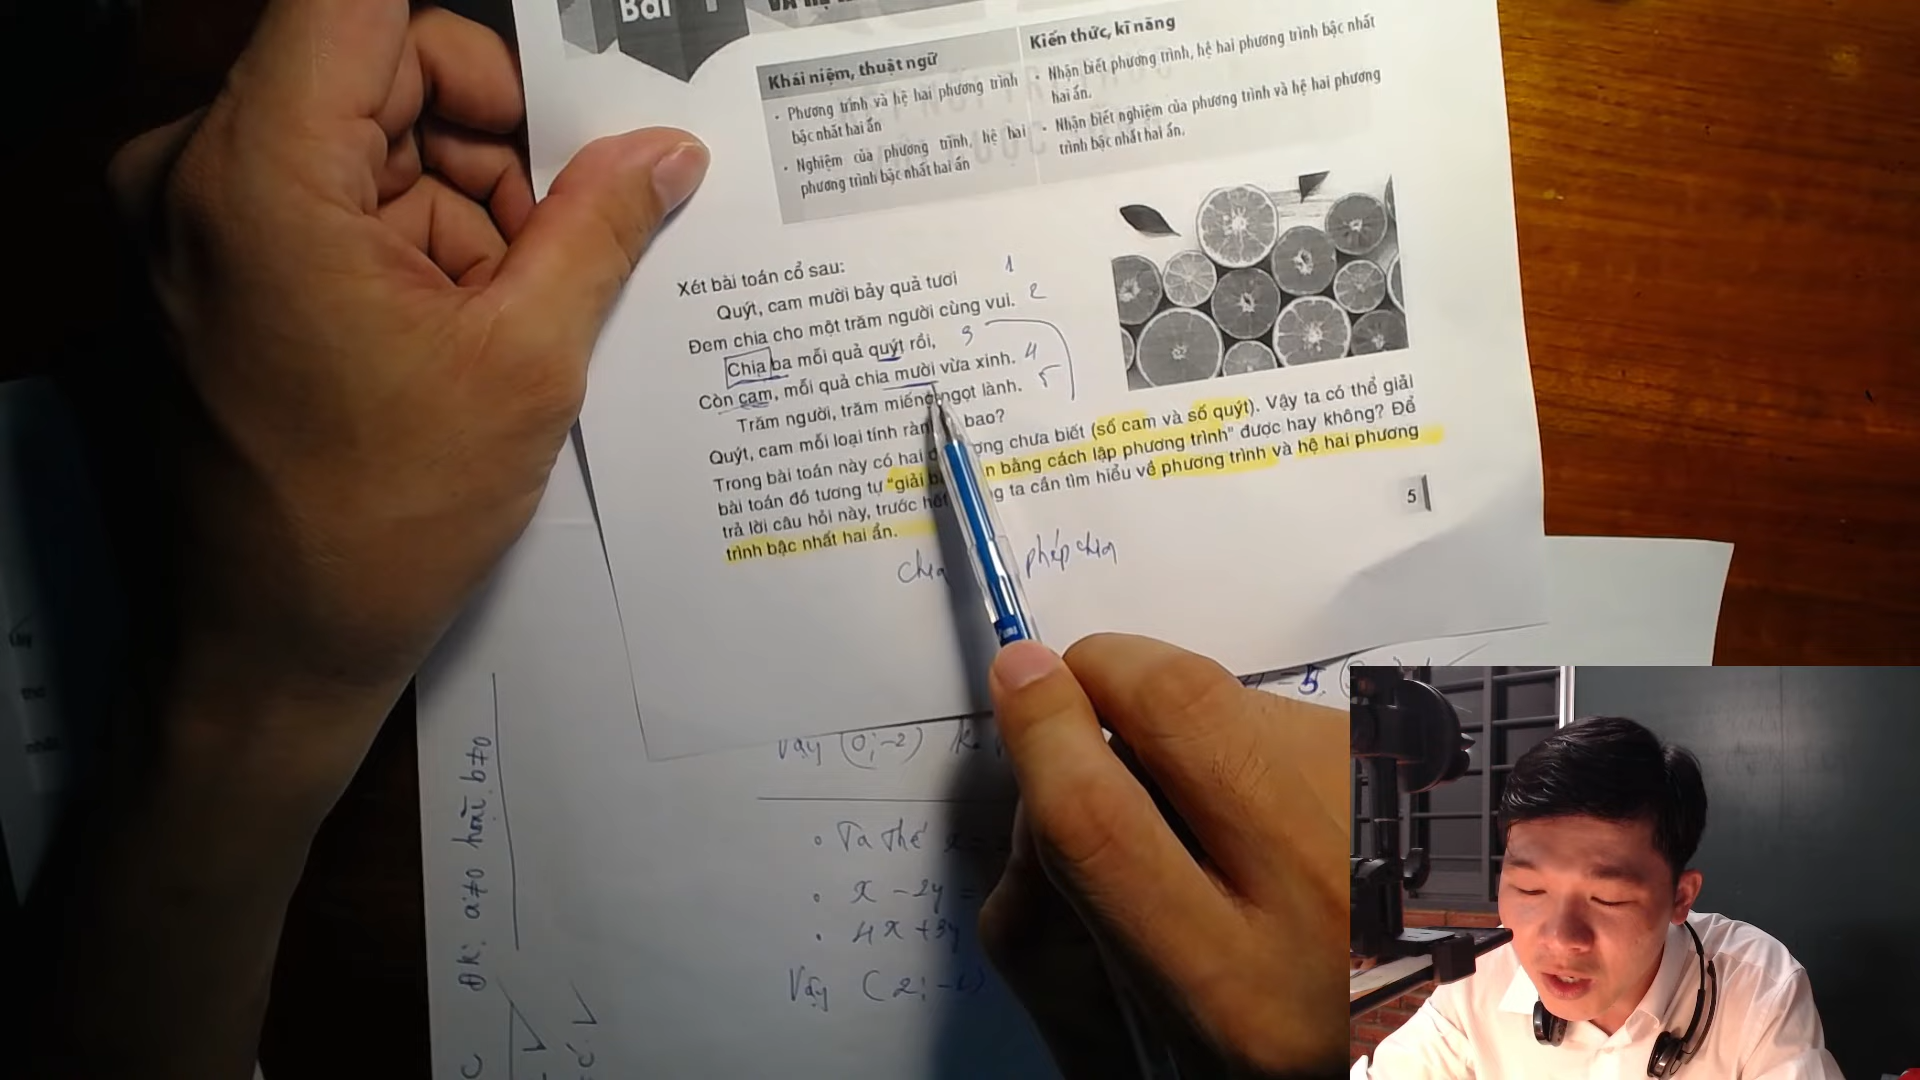 Bài 1
Khái niệm, thuật ngữ
• Phương trình và hệ hai phương trình
bậc nhất hai ẩn
• Nghiệm của phương trình, hệ hai
phương trình bậc nhất hai ẩn
Kiến thức, kĩ năng
• Nhận biết phương trình, hệ hai phương trình bậc nhất
hai ẩn.
• Nhận biết nghiệm của phương trình và hệ hai phương
trình bậc nhất hai ẩn.
Xét bài toán cổ sau:
Quýt, cam mười bảy quả tươi 1
Đem chia cho một trăm người cùng vui. 2
Chia ba mỗi quả quýt rồi, 3
Còn cam, mỗi quả chia mười vừa xinh. 4
Trăm người, trăm miếng ngọt lành. 5
Quýt, cam mỗi loại tính bao?
Trong bài toán này có hai chưa biết (số cam và số quýt). Vậy ta có thể giải
bài toán đó tương tự "giải bằng cách lập phương trình" được hay không? Để
trả lời câu hỏi này, trước ta cần tìm hiểu về phương trình và hệ hai phương
trình bậc nhất hai ẩn.
5
chia phép chia
Vậy (0;-2)
• Ta thế
• x - 2y =
• 4x + 3y
Vậy (2;
ĐK: a≠0 hoặc b≠0